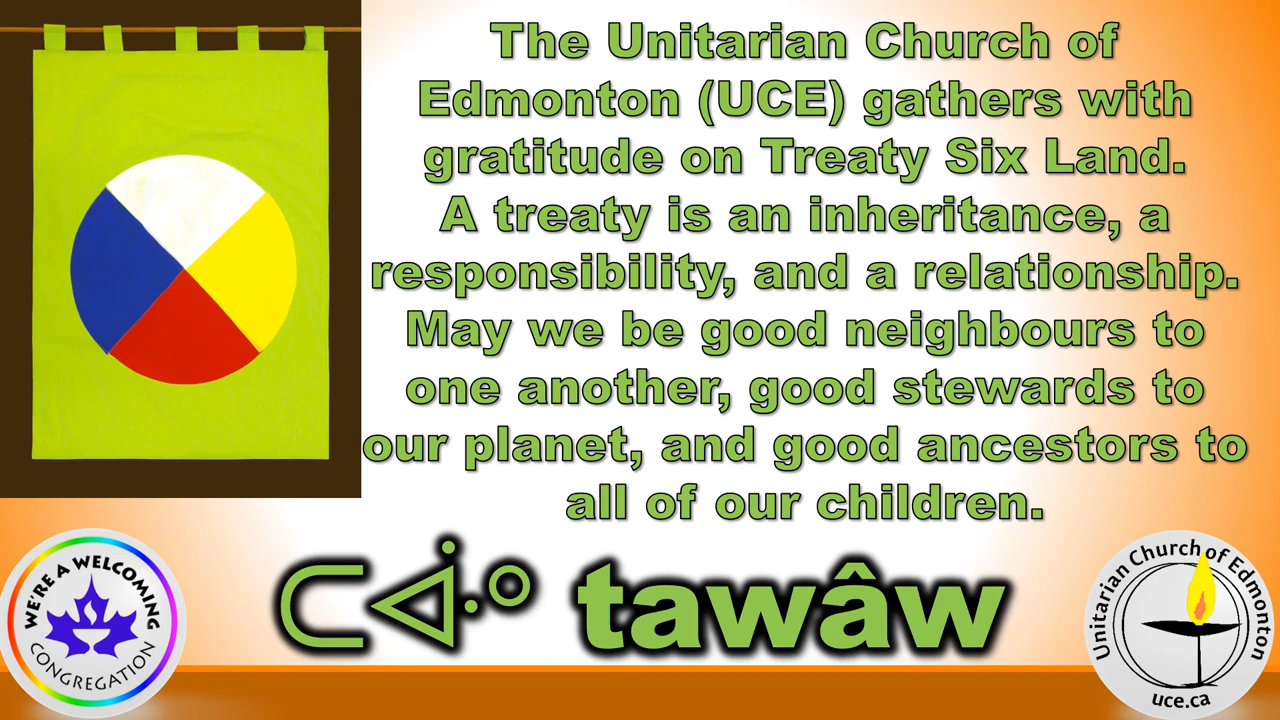 The Unitarian Church of
Edmonton (UCE) gathers with
gratitude on Treaty Six Land.
A treaty is an inheritance, a
responsibility, and a relationship.
May we be good neighbours to
one another, good stewards to
our planet, and good ancestors to
all of our children.
ᑕᐋᐧᐤ tawâw
WE'RE A WELCOMING
CONGREGATION
Unitarian Church of Edmonton
uce.ca